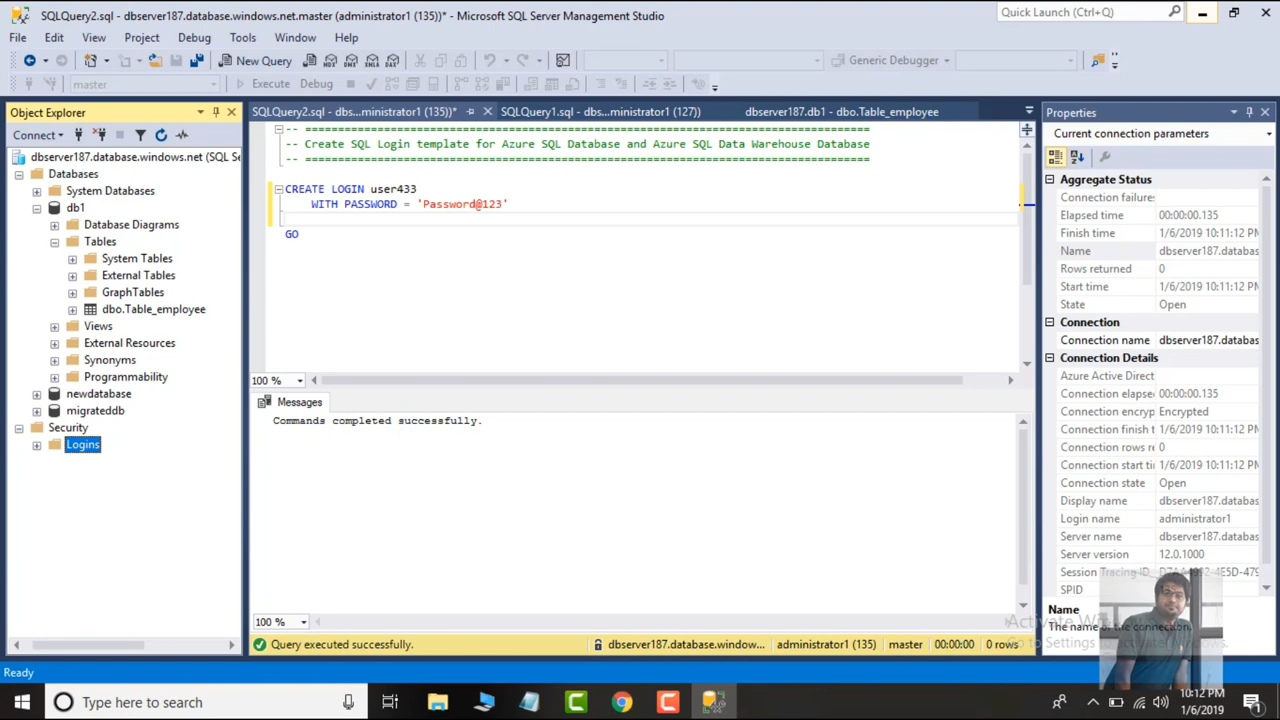 SQLQuery2.sql - dbserver187.database.windows.net.master (administrator1 (135))* - Microsoft SQL Server Management Studio
Quick Launch (Ctrl+Q)
File Edit View Project Debug Tools Window Help
New Query
Generic Debugger
master
Execute Debug
Object Explorer
Connect
dbserver187.database.windows.net (SQL Se
Databases
System Databases
db1
Database Diagrams
Tables
System Tables
External Tables
GraphTables
dbo.Table_employee
Views
External Resources
Synonyms
Programmability
newdatabase
migrateddb
Security
Logins
SQLQuery2.sql - dbs...ministrator1 (135))*
SQLQuery1.sql - dbs...ministrator1 (127))
dbserver187.db1 - dbo.Table_employee
-- =====================================================================================
-- Create SQL Login template for Azure SQL Database and Azure SQL Data Warehouse Database
-- =====================================================================================
CREATE LOGIN user433
WITH PASSWORD = 'Password@123'
GO
100 %
Messages
Commands completed successfully.
100 %
Query executed successfully.
dbserver187.database.window...
administrator1 (135)
master
00:00:00
0 rows
Properties
Current connection parameters
Aggregate Status
Connection failures
Elapsed time 00:00:00.135
Finish time 1/6/2019 10:11:12 PM
Name dbserver187.databas
Rows returned 0
Start time 1/6/2019 10:11:12 PM
State Open
Connection
Connection name dbserver187.databas
Connection Details
Azure Active Direct
Connection elapse 00:00:00.135
Connection encryp Encrypted
Connection finish t 1/6/2019 10:11:12 PM
Connection rows re 0
Connection start ti 1/6/2019 10:11:12 PM
Connection state Open
Display name dbserver187.databas
Login name administrator1
Server name dbserver187.databas
Server version 12.0.1000
Session Tracing ID
SPID
Name
The name of the connection.
Ready
Type here to search
10:12 PM
1/6/2019
1